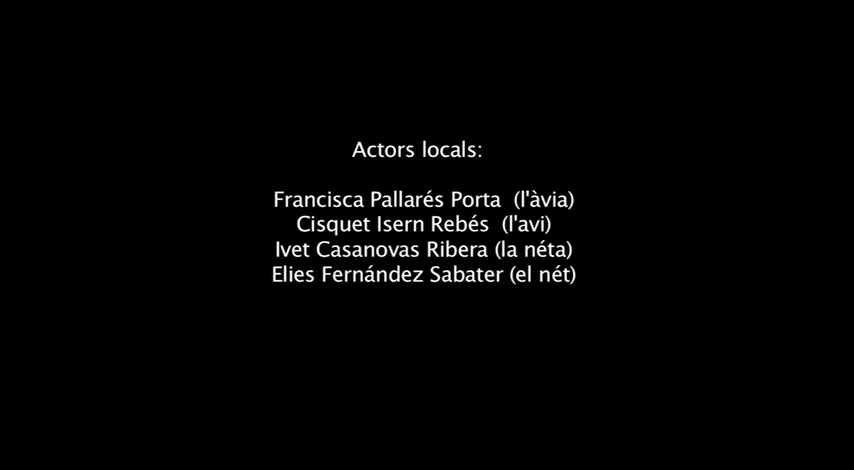 Actors locals:
Francisca Pallarés Porta  (l'àvia)
Cisquet Isern Rebés  (l'avi)
Ivet Casanovas Ribera (la néta)
Elies Fernández Sabater (el nét)